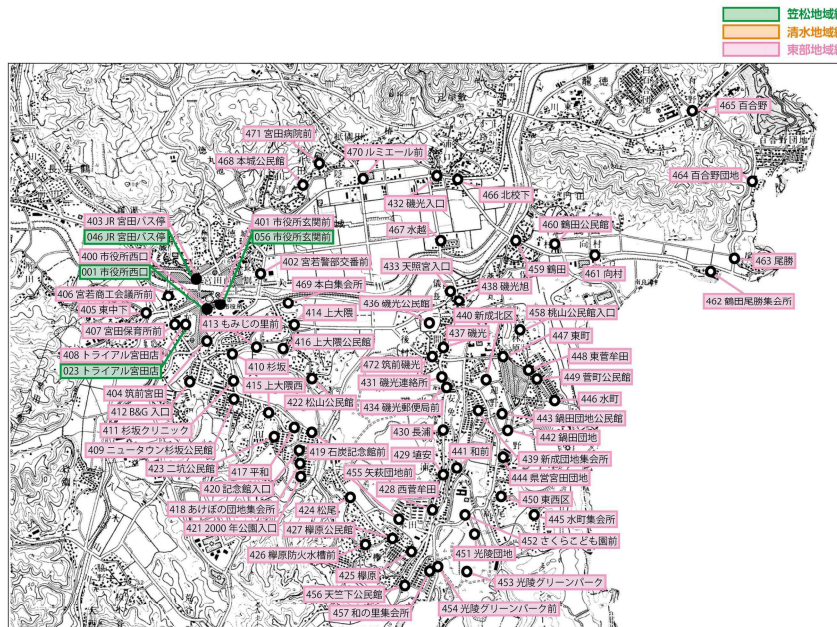 笠松地域
清水地域
東部地域
465 百合野
471 宮田病院前
470 ルミエール前
468 本城公民館
464 百合野団地
432 磯光入口
466 北校下
403 JR 宮田バス停
401 市役所玄関前
046 JR 宮田バス停
056 市役所玄関前
460 鶴田公民館
467 水越
400 市役所西口
402 宮若警部交番前
433 天照宮入口
459 鶴田
461 向村
463 尾勝
001 市役所西口
469 本白集会所
438 磯光旭
462 鶴田尾勝集会所
406 宮若商工会議所前
436 磯光公民館
458 桃山公民館入口
405 東中下
414 上大隈
440 新成北区
407 宮田保育所前
413 もみじの里前
437 磯光
447 東町
416 上大隈公民館
408 トライアル宮田店
448 東菅牟田
023 トライアル宮田店
410 杉坂
472 筑前磯光
449 菅町公民館
404 筑前宮田
415 上大隈西
431 磯光連絡所
446 水町
412 B&G 入口
422 松山公民館
434 磯光郵便局前
443 鍋田団地公民館
411 杉坂クリニック
430 長浦
442 鍋田団地
409 ニュータウン杉坂公民館
419 石炭記念館前
429 埴安
441 和前
439 新成団地集会所
423 二坑公民館
417 平和
455 矢萩団地前
444 県営宮田団地
420 記念館入口
428 西菅牟田
450 東西区
418 あけぼの団地集会所
424 松尾
445 水町集会所
421 2000 年公園入口
427 欅原公民館
452 さくらこども園前
426 欅原防火水槽前
451 光陵団地
425 欅原
453 光陵グリーンパーク
456 天竺下公民館
457 和の里集会所
454 光陵グリーンパーク前